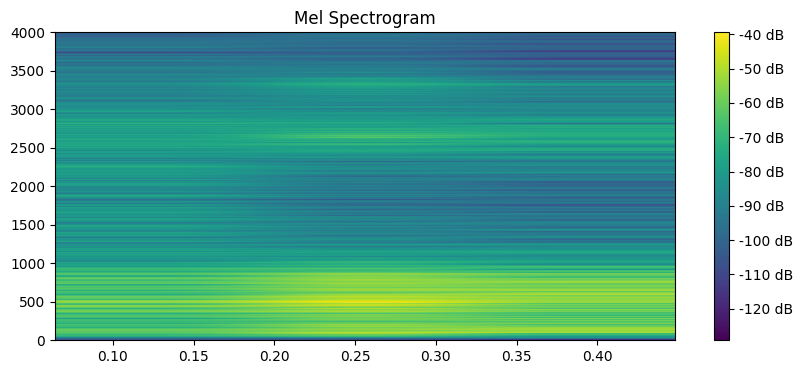 Mel Spectrogram
4000
3500
3000
2500
2000
1500
1000
500
0
0.10 0.15 0.20 0.25 0.30 0.35 0.40
-40 dB
-50 dB
-60 dB
-70 dB
-80 dB
-90 dB
-100 dB
-110 dB
-120 dB